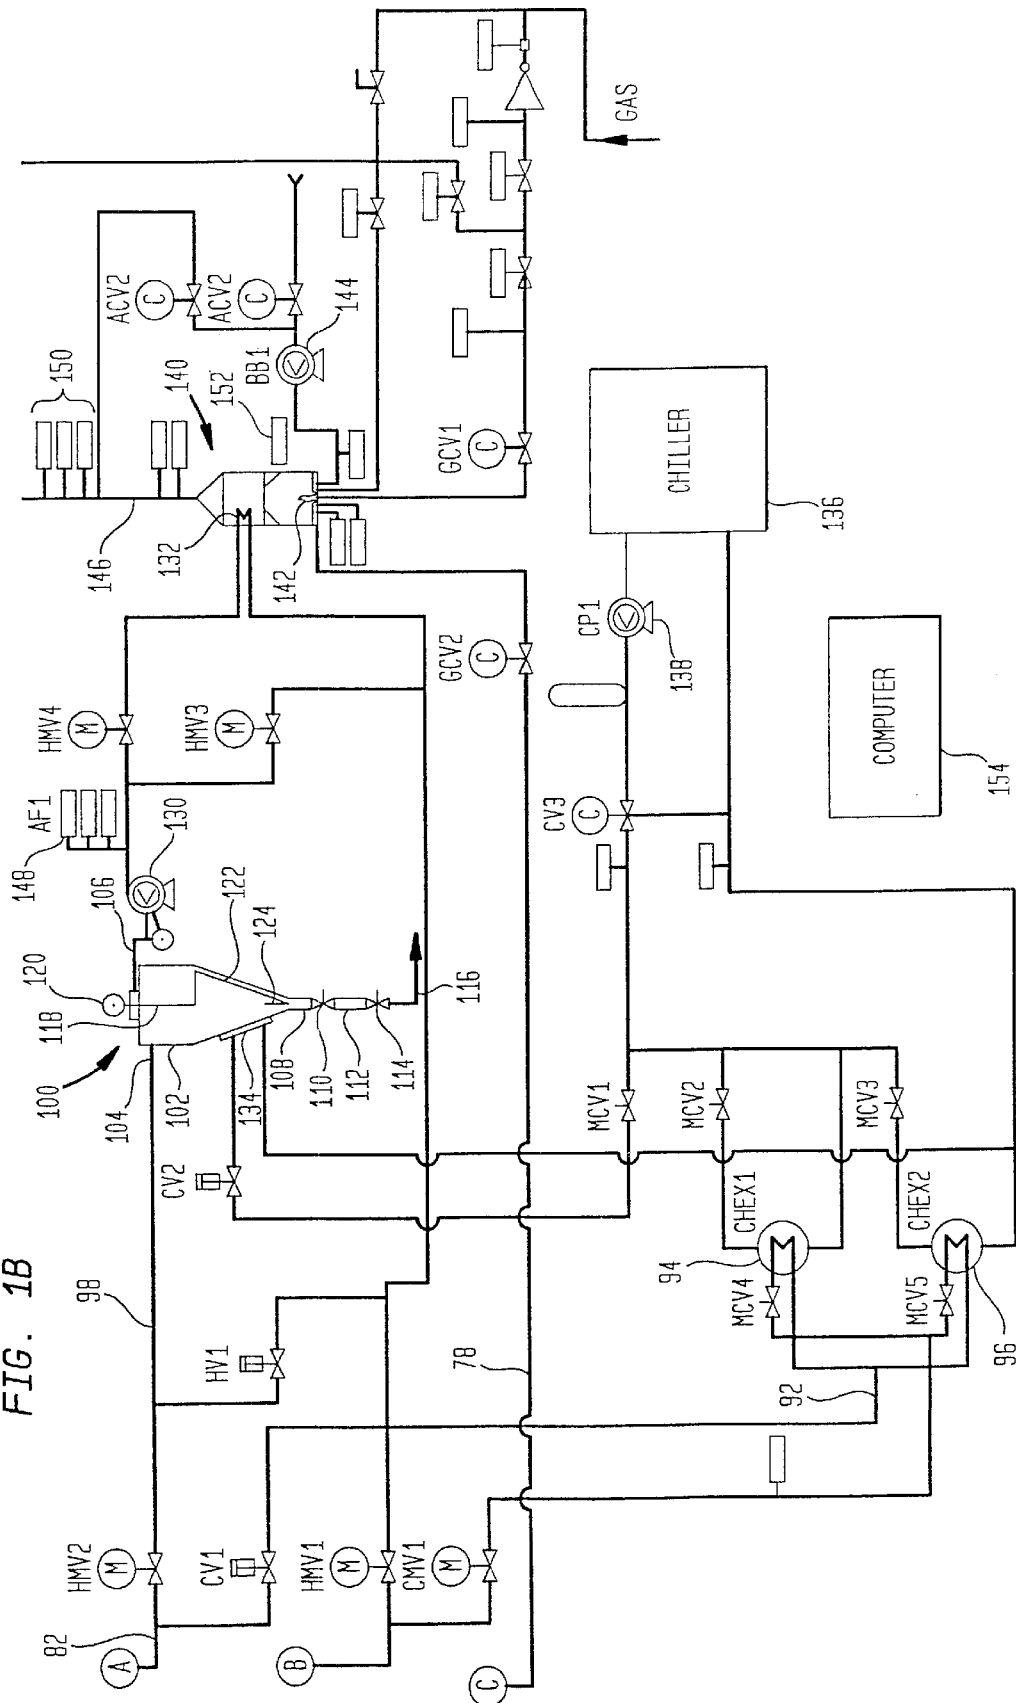 FIG. 1B
A
82
HMV2
M
CV1
B
HMV1
M
CMV1
M
C
98
HV1
78
92
100
104
102
120
118
106
148
AF1
130
122
124
134
108
110
112
114
116
CV2
HMV4
M
HMV3
M
146
132
142
140
150
152
ACV2
C
ACV2
C
BB1
144
GCV1
C
GCV2
C
GAS
CHILLER
136
CP1
138
CV3
C
COMPUTER
154
MCV1
MCV2
MCV3
CHEX1
CHEX2
94
MCV4
MCV5
96